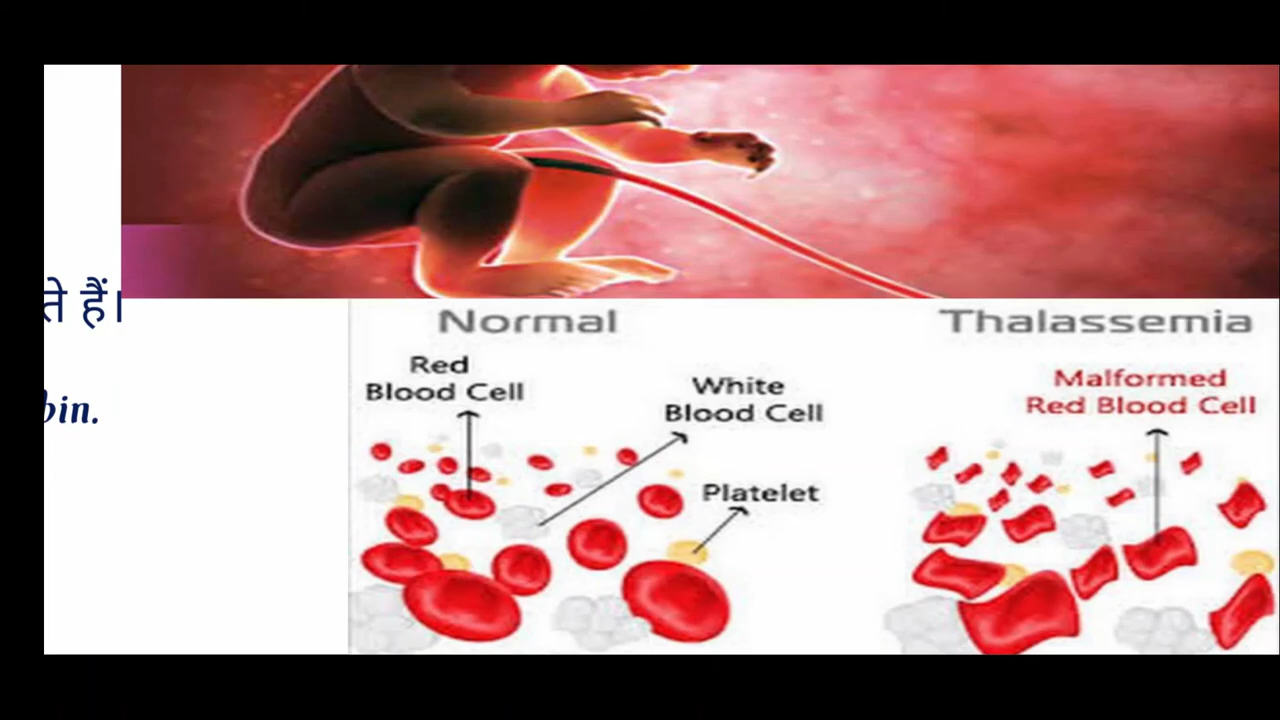 ते हैं।
bin.
Normal
Thalassemia
Red
Blood Cell
White
Blood Cell
Platelet
Malformed
Red Blood Cell